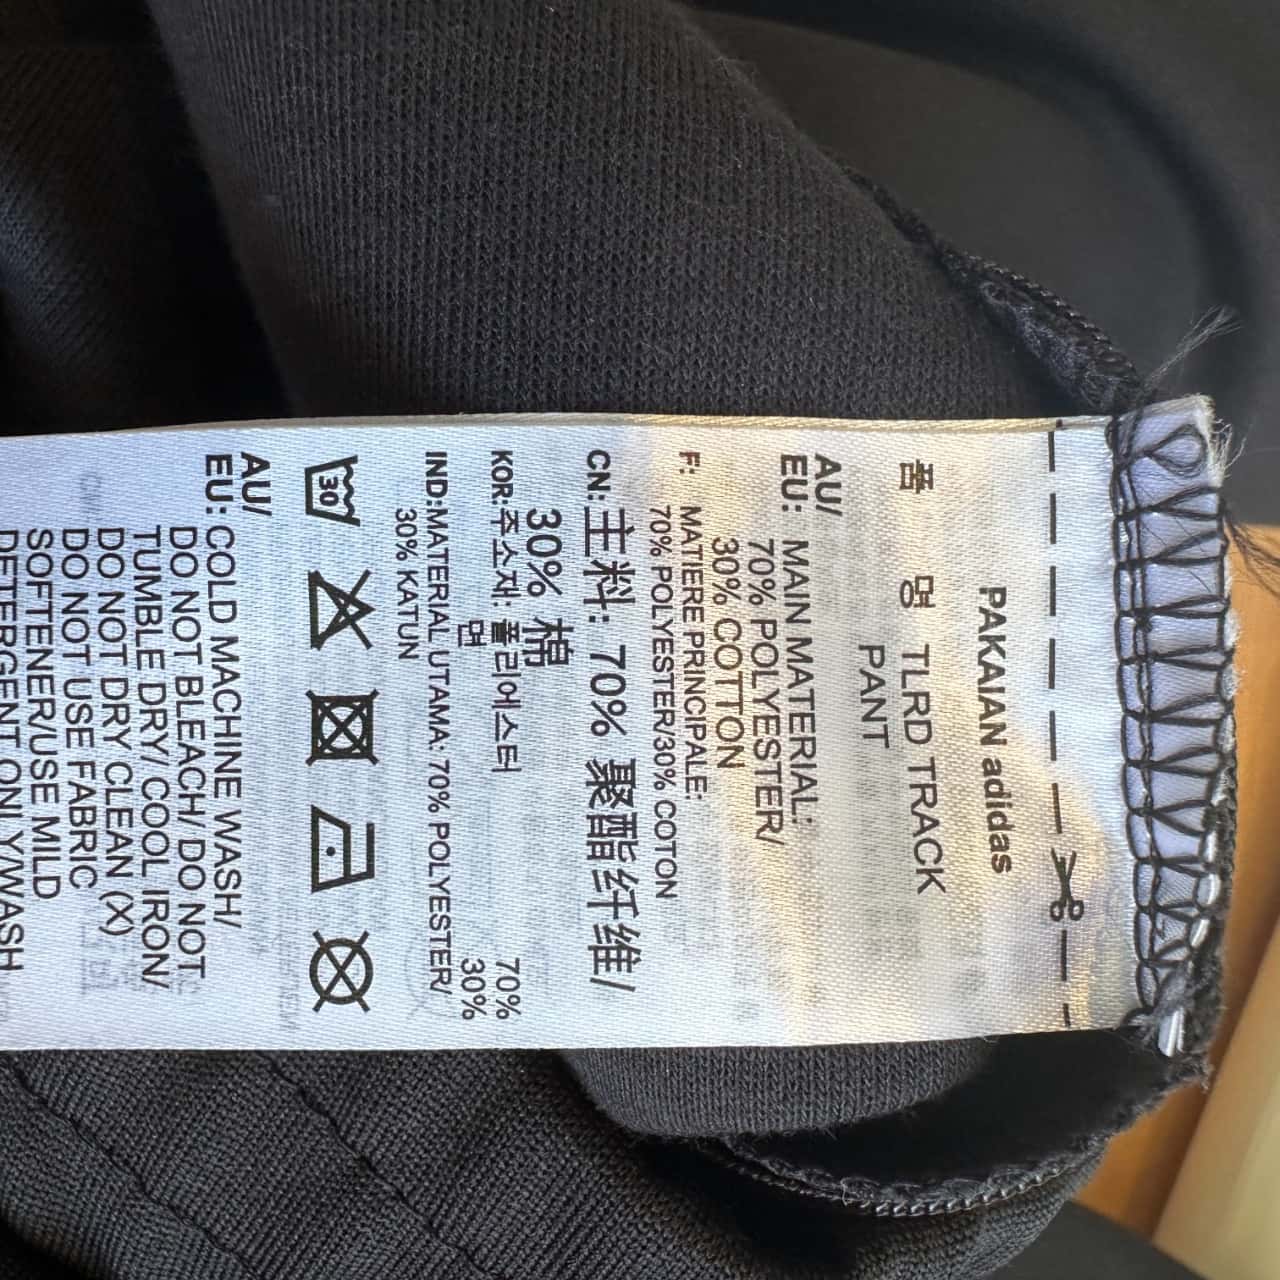 PAKAIAN adidas
품 명 TLRD TRACK
PANT
AU/
EU: MAIN MATERIAL:
70% POLYESTER/
30% COTTON
F: MATIERE PRINCIPALE:
70% POLYESTER/30% COTON
CN: 主料: 70% 聚酯纤维/
30% 棉
KOR: 주소재: 폴리에스터 70%
면 30%
IND:MATERIAL UTAMA: 70% POLYESTER/
30% KATUN
30
AU/
EU: COLD MACHINE WASH/
DO NOT BLEACH/ DO NOT
TUMBLE DRY/ COOL IRON/
DO NOT DRY CLEAN (X)
DO NOT USE FABRIC
SOFTENER/USE MILD
DETERGENT ONLY/WASH